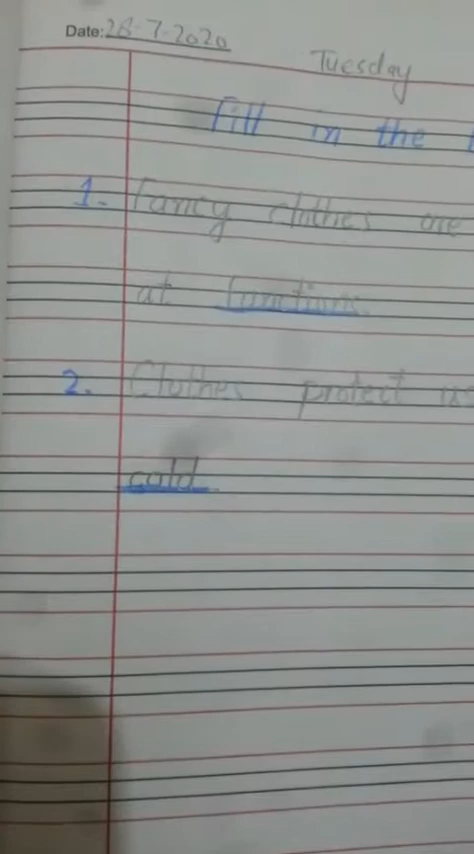 Date: 28-7-2020
Tuesday
Fill in the
1. Fancy clothes are
at functions.
2. Clothes protect us
cold.